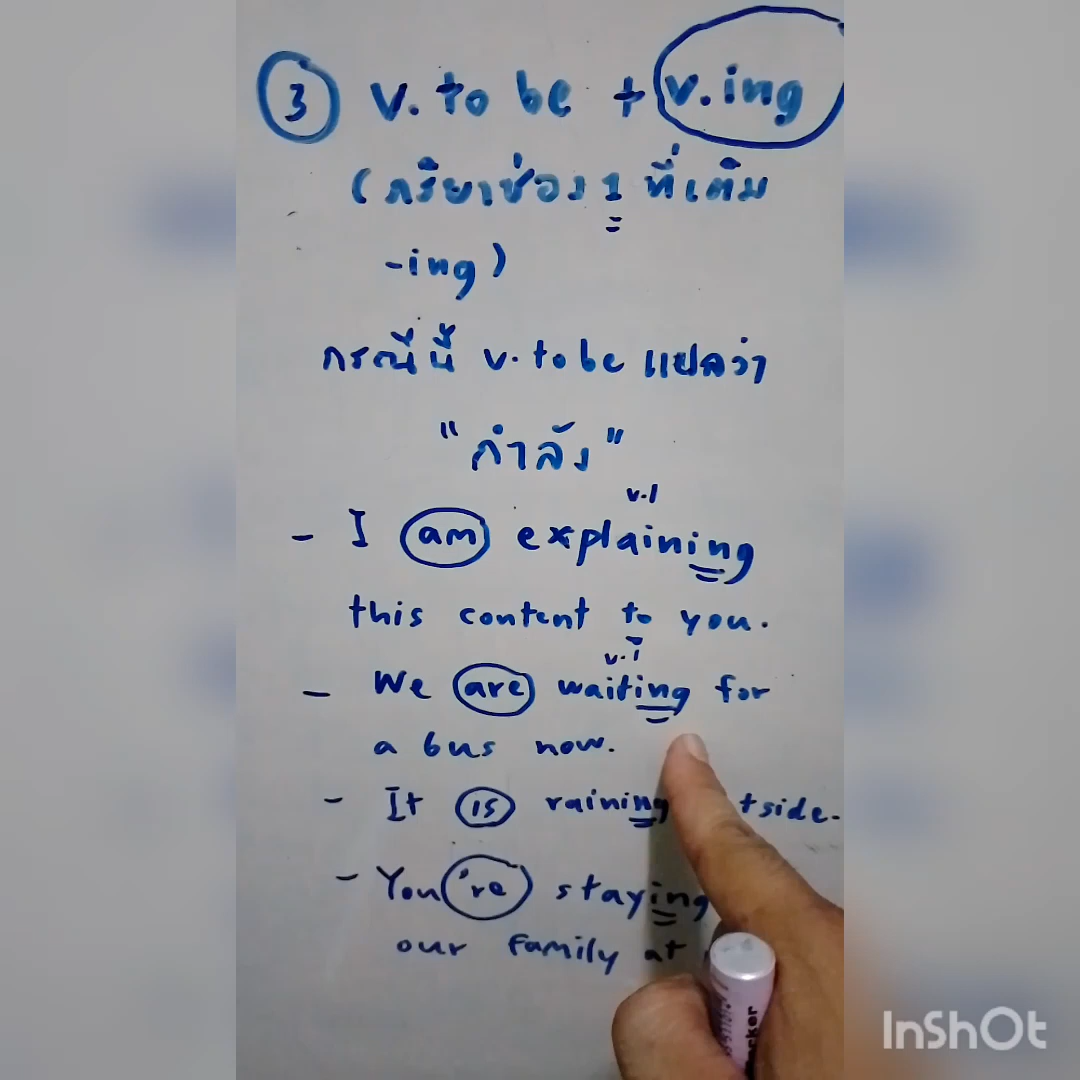 3 v. to be + v.ing
(กริยาช่อง 1 ที่เติม
-ing)
กรณีนี้ v. to be แปลว่า
"กำลัง"
v.1
- I am explaining
this content to you.
v.1
- We are waiting for
a bus now.
- It is raining tside.
- You're staying
our family at
InShOt